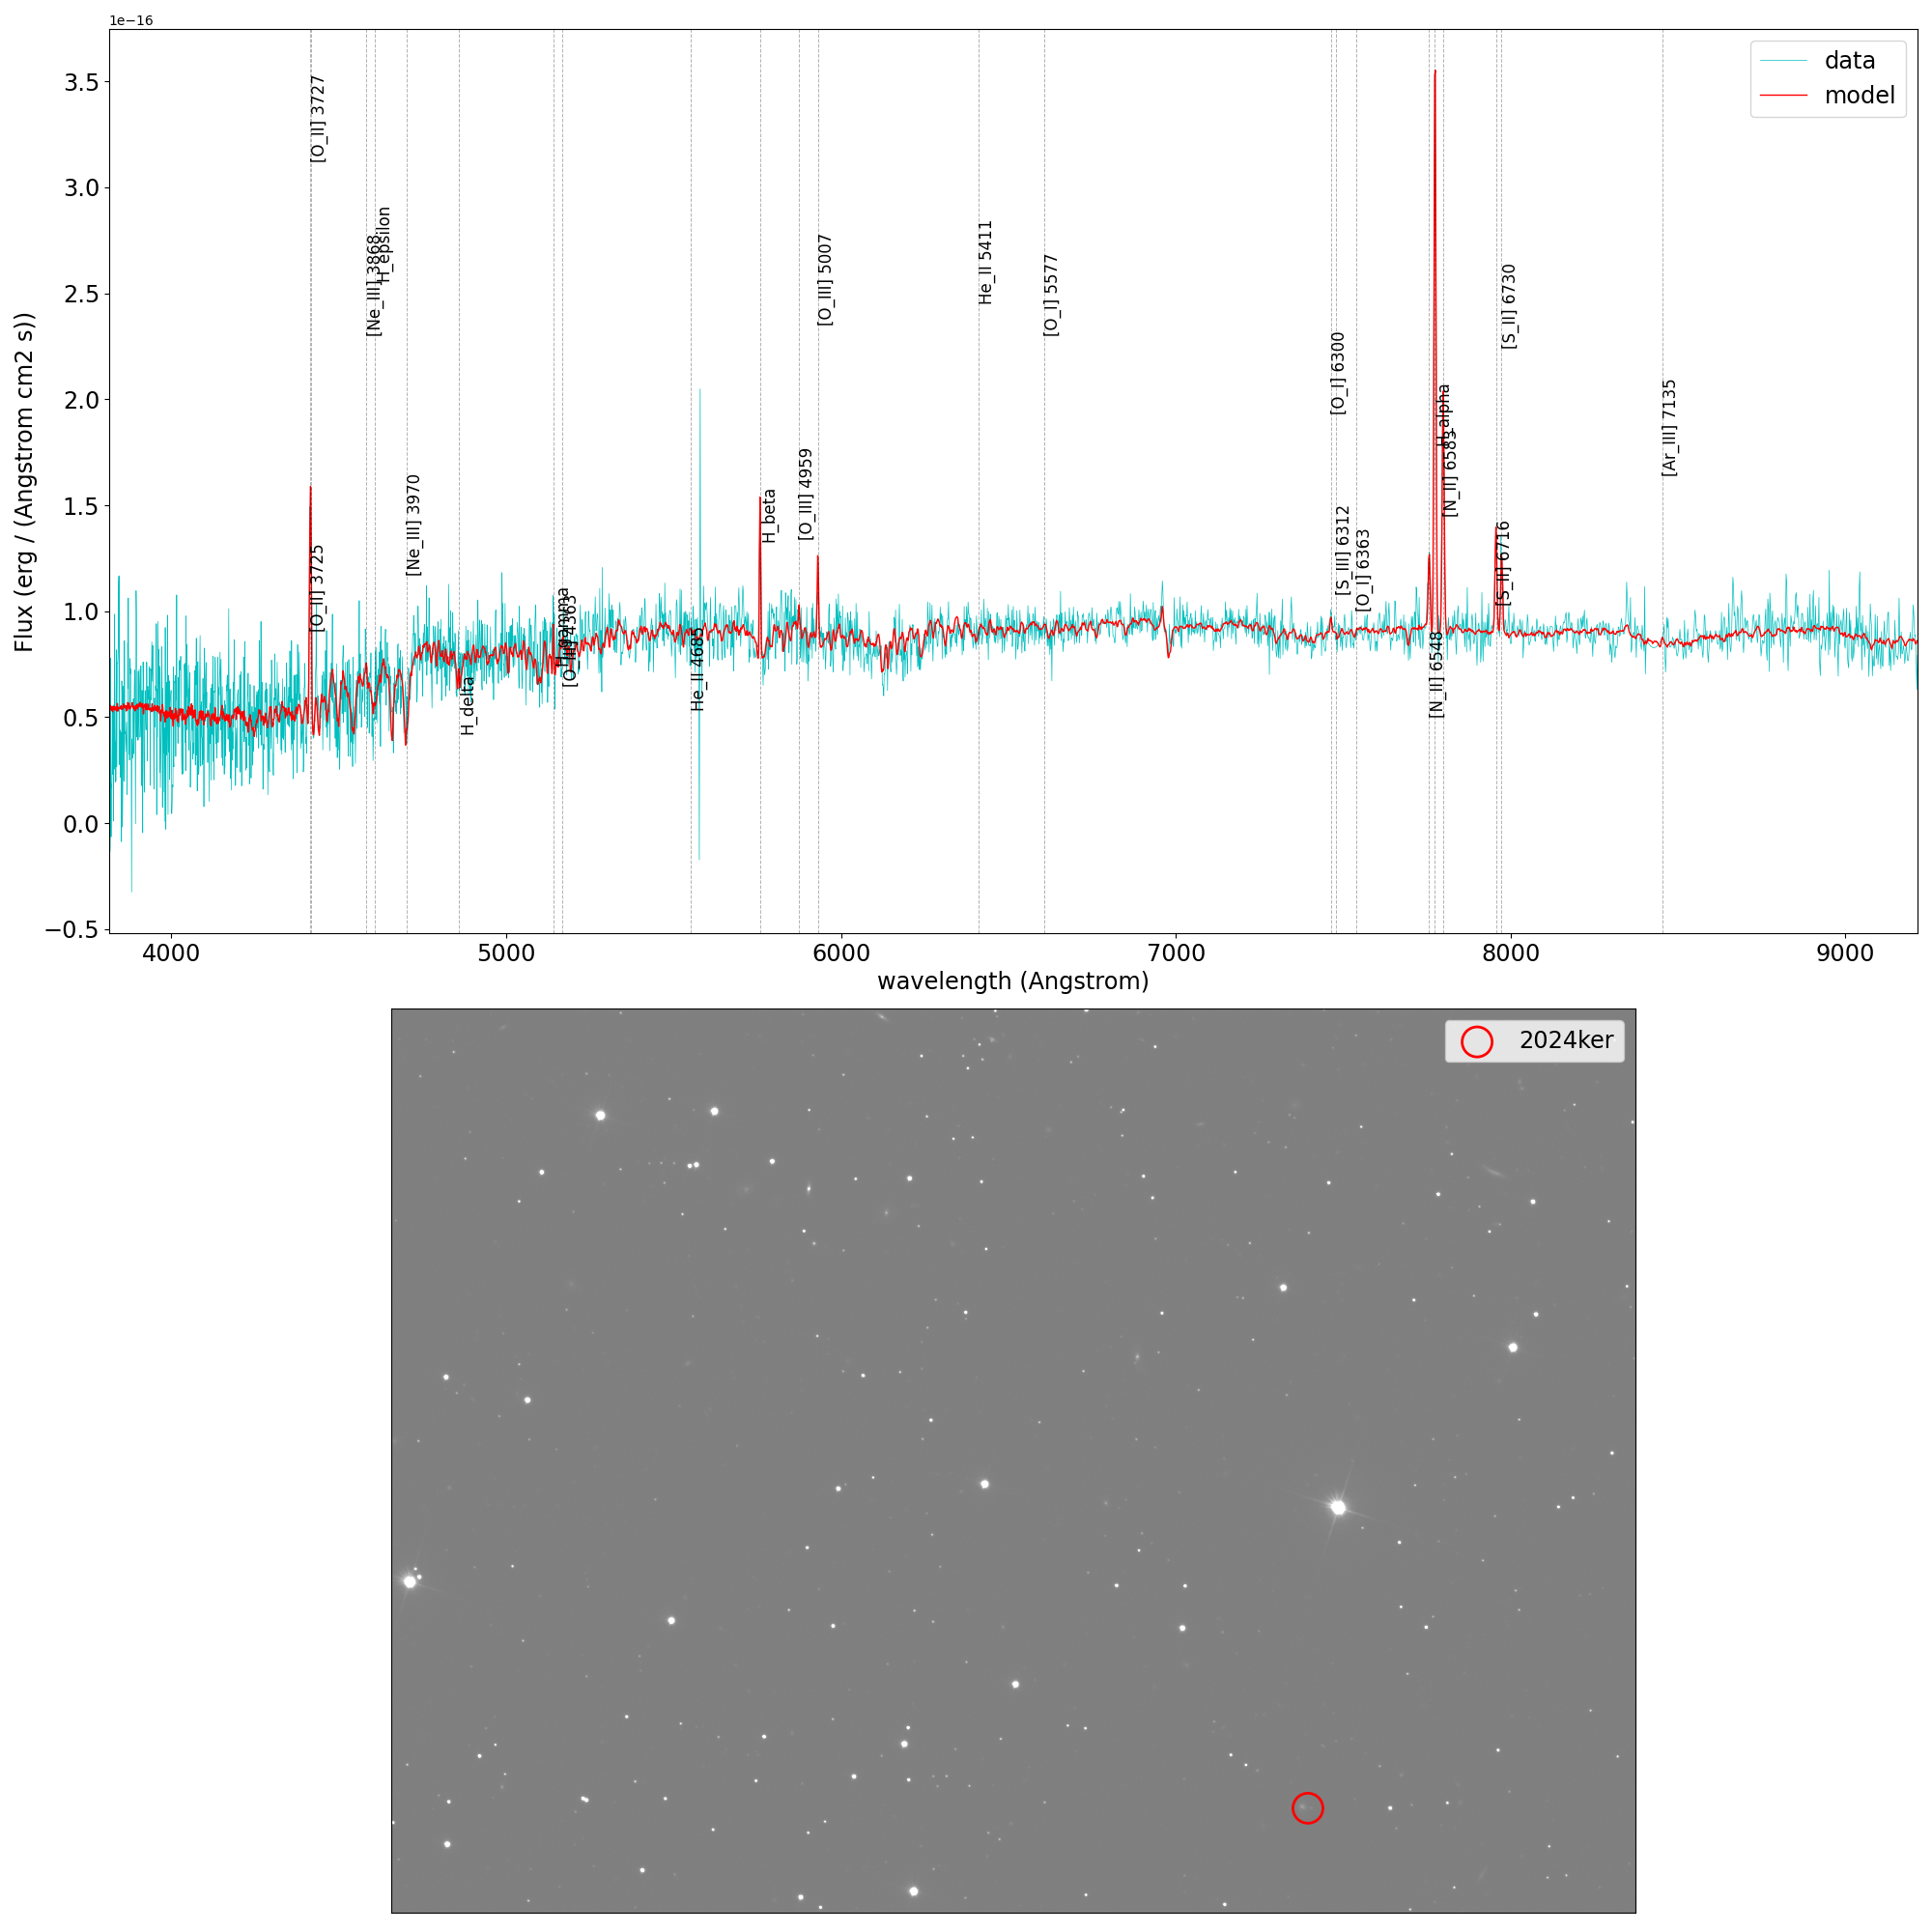 1e−16
data
model
3.5
3.0
2.5
2.0
1.5
1.0
0.5
0.0
−0.5
Flux (erg / (Angstrom cm2 s))
[O_II] 3727
[O_II] 3725
[Ne_III] 3868
H_epsilon
[Ne_III] 3970
H_delta
H_gamma
[O_III] 4363
He_II 4685
H_beta
[O_III] 4959
[O_III] 5007
He_II 5411
[O_I] 5577
[O_I] 6300
[S_III] 6312
[O_I] 6363
[N_II] 6548
H_alpha
[N_II] 6583
[S_II] 6716
[S_II] 6730
[Ar_III] 7135
4000 5000 6000 7000 8000 9000
wavelength (Angstrom)
2024ker